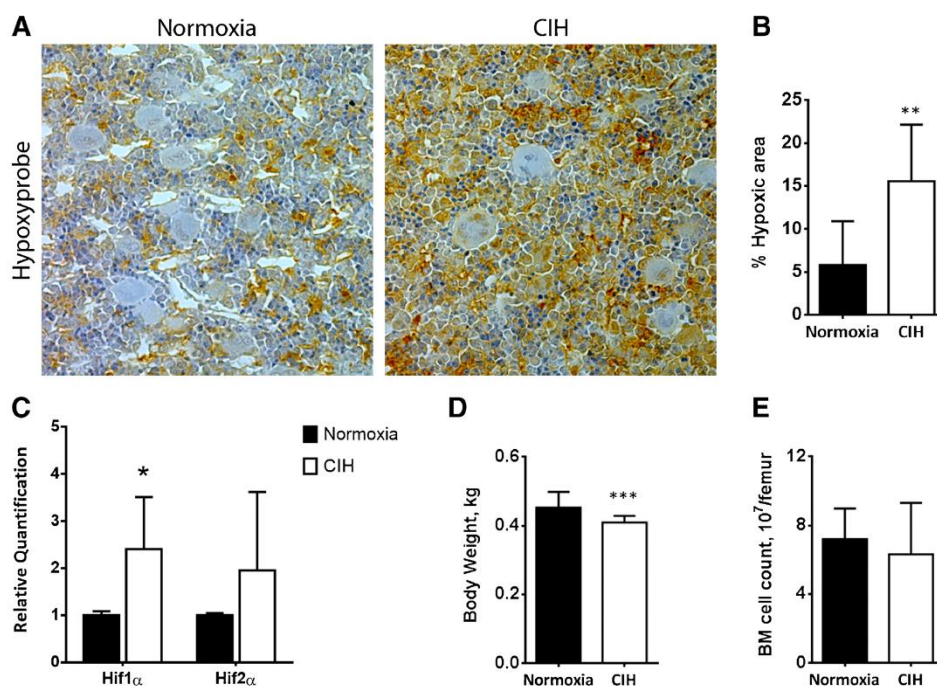 A
Normoxia
CIH
Hypoxyprobe
B
% Hypoxic area
25
20
15
10
5
0
**
Normoxia
CIH
C
Relative Quantification
5
4
3
2
1
0
*
Hif1α
Hif2α
Normoxia
CIH
D
Body Weight, kg
0.6
0.4
0.2
0.0
***
Normoxia
CIH
E
BM cell count, 10⁷/femur
12
8
4
0
Normoxia
CIH